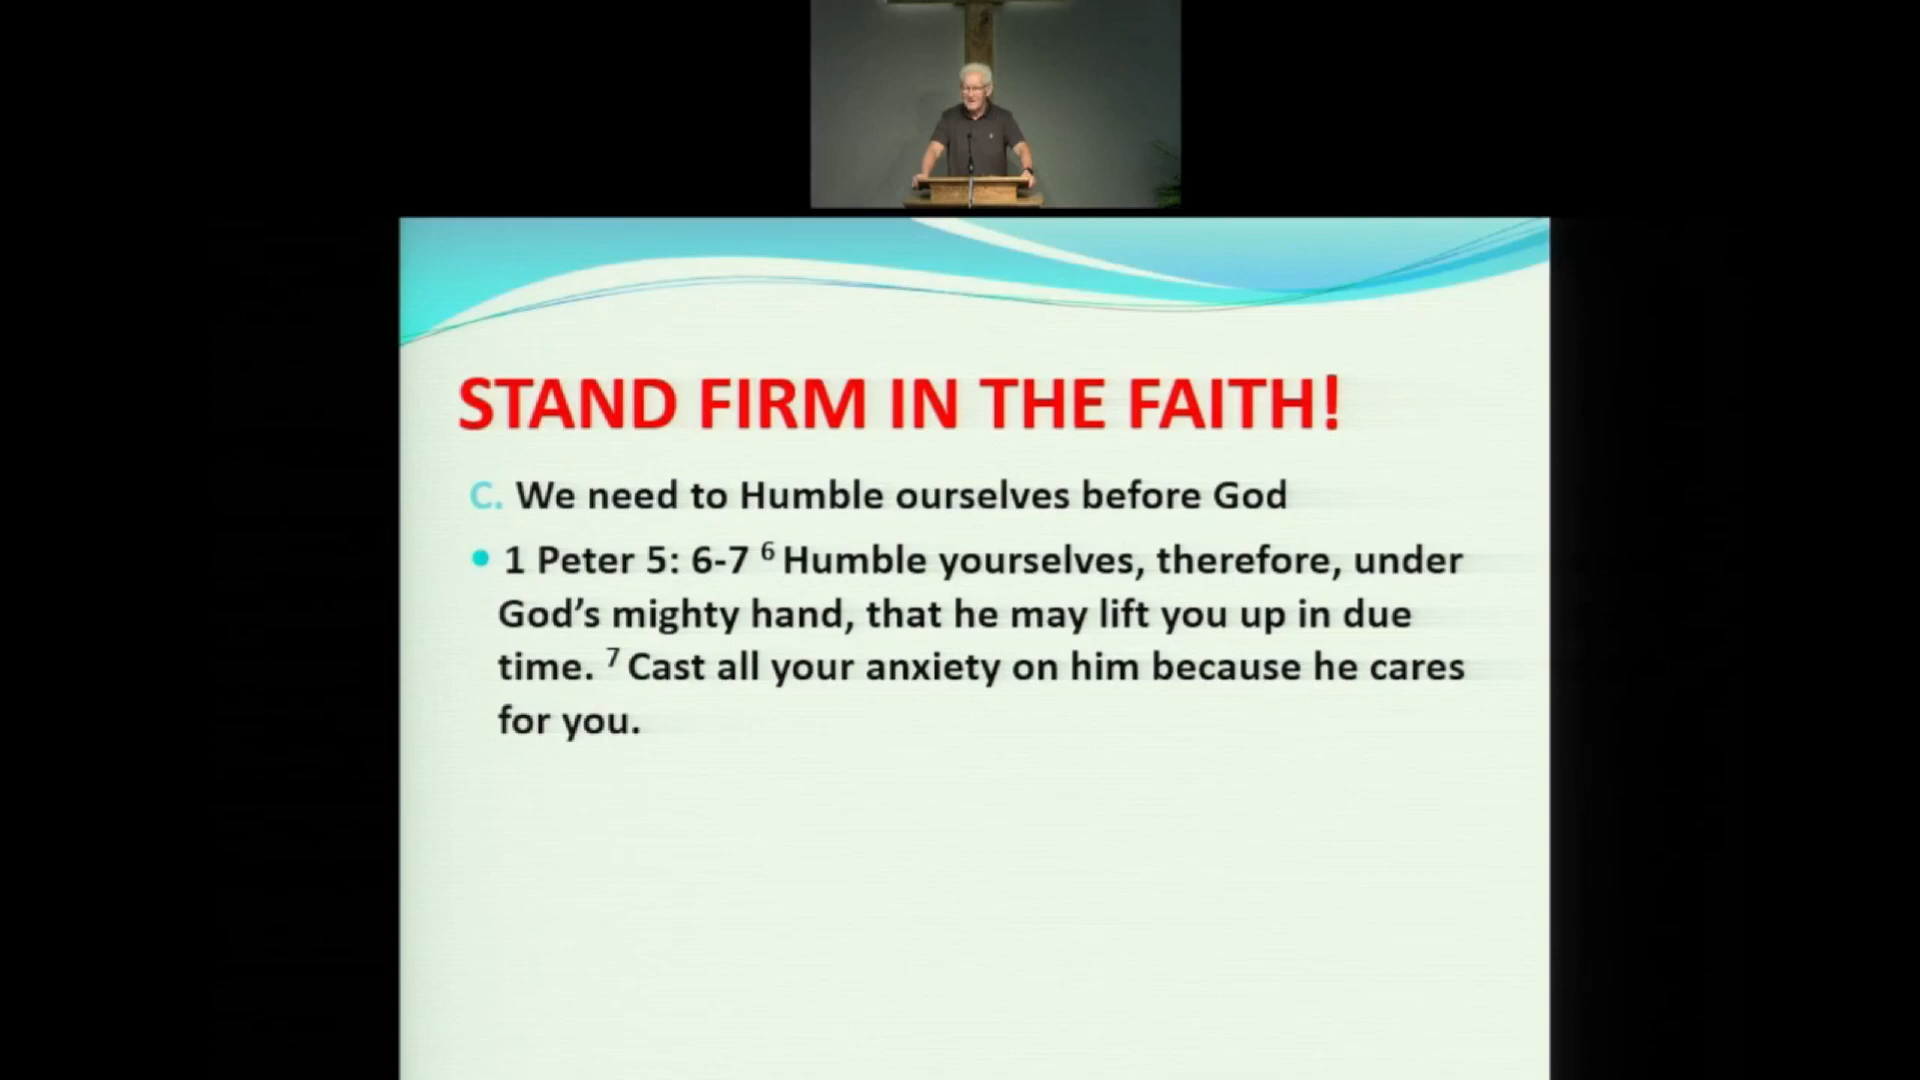 STAND FIRM IN THE FAITH!
C. We need to Humble ourselves before God
• 1 Peter 5: 6-7 ⁶ Humble yourselves, therefore, under
God’s mighty hand, that he may lift you up in due
time. ⁷ Cast all your anxiety on him because he cares
for you.